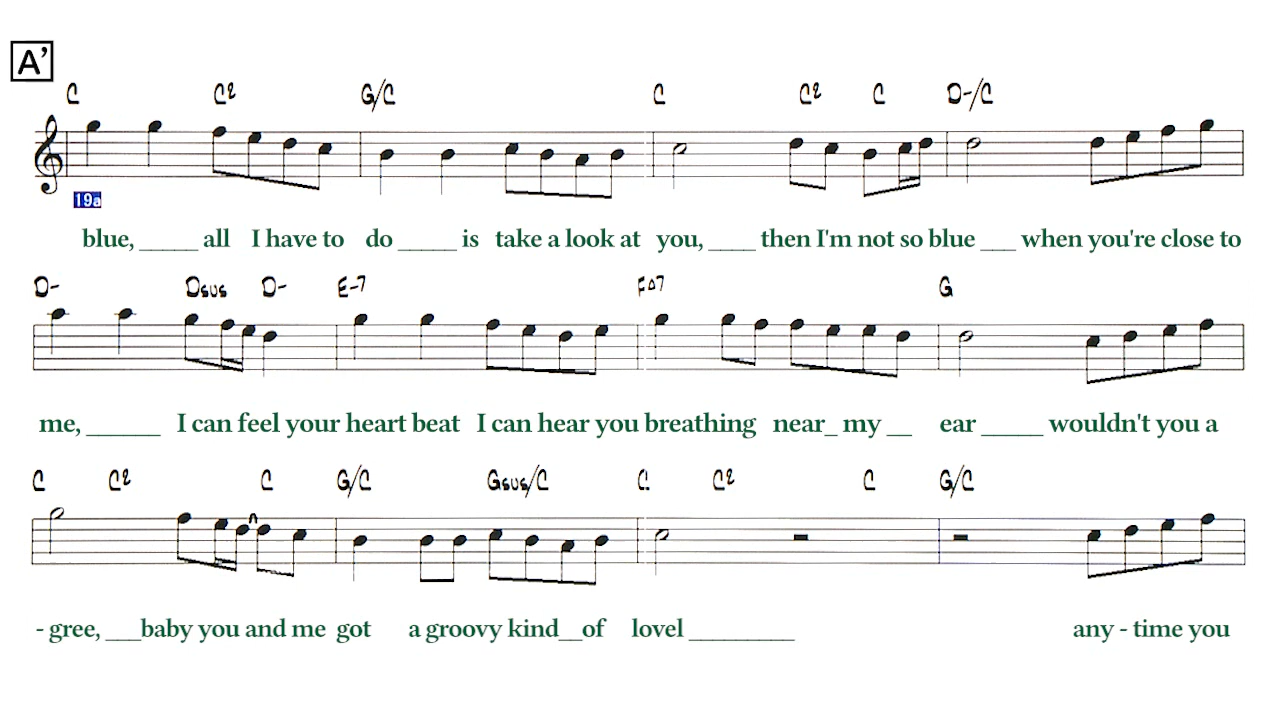 A’
C C2 G/C C C2 C D-/C
19a
blue, _____ all I have to do _____ is take a look at you, ____ then I'm not so blue ___ when you're close to
D- Dsus D- E-7 F△7 G
me, ______ I can feel your heart beat I can hear you breathing near_ my __ ear _____ wouldn't you a
C C2 C G/C Gsus/C C C2 C G/C
- gree, ___baby you and me got a groovy kind__of lovel _________ any - time you